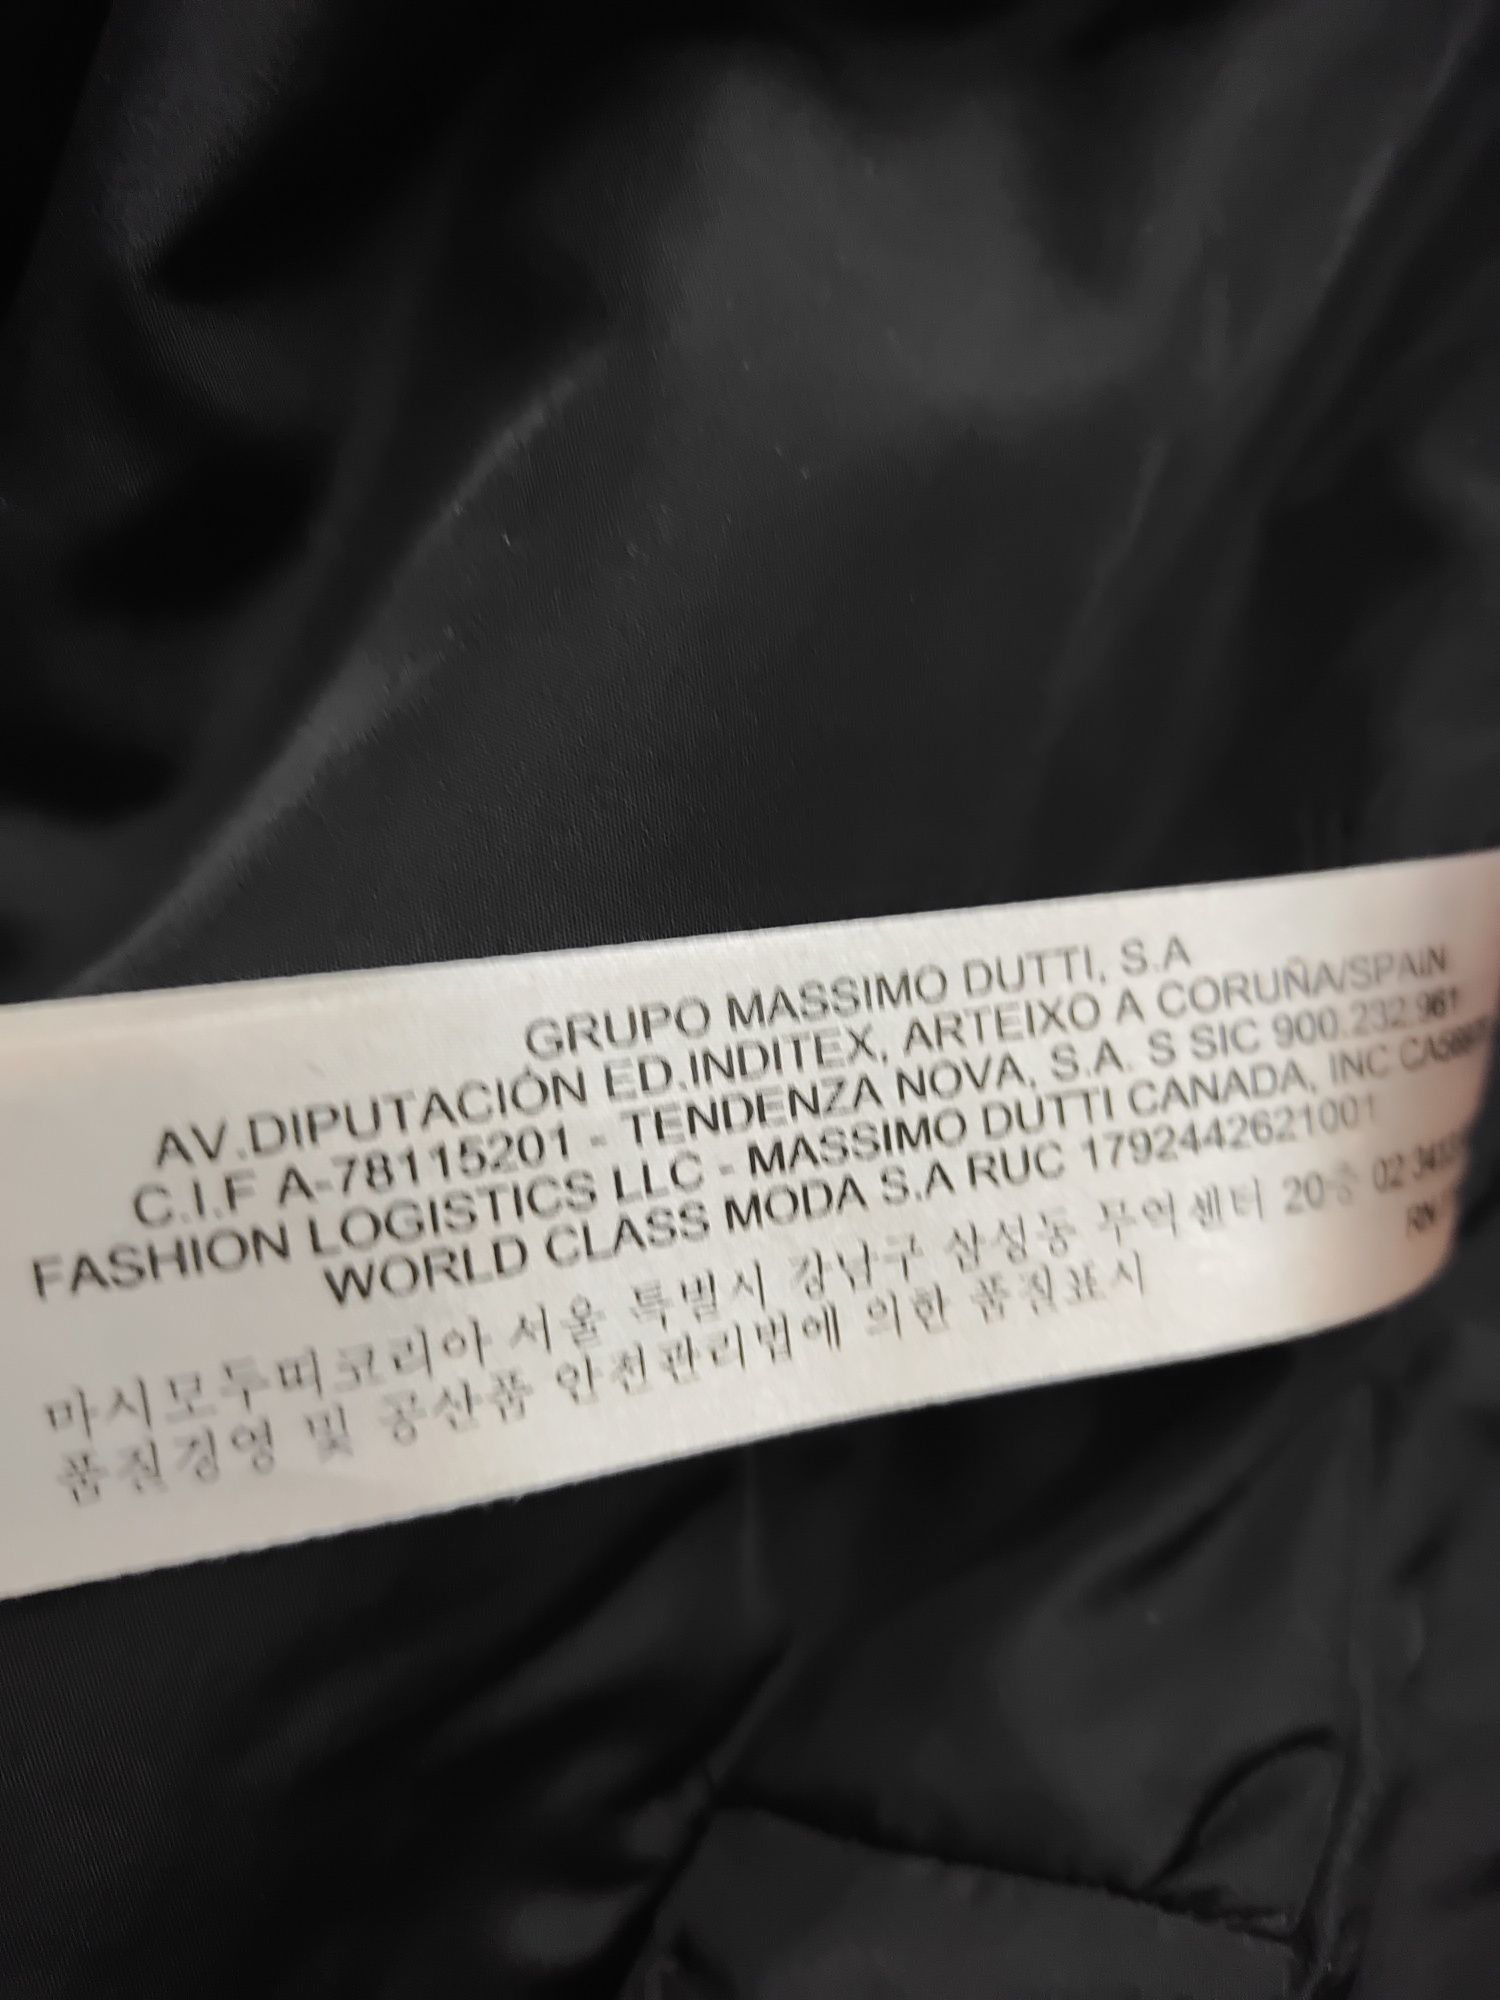 GRUPO MASSIMO DUTTI, S.A
AV.DIPUTACIÓN ED.INDITEX, ARTEIXO A CORUÑA/SPAIN
C.I.F A-78115201 - TENDENZA NOVA, S.A. S SIC 900.232.961
FASHION LOGISTICS LLC - MASSIMO DUTTI CANADA, INC
WORLD CLASS MODA S.A RUC 1792442621001
마시모두띠코리아 서울 특별시 강남구 삼성동 무역센터 20층 02
품질경영 및 공산품 안전관리법에 의한 품질표시
RN